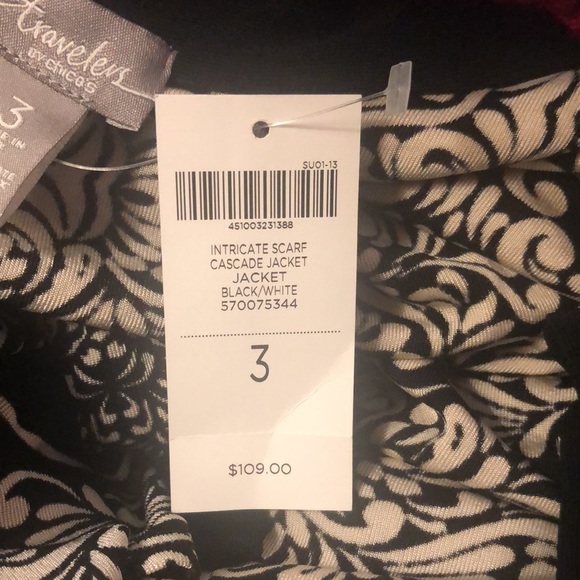 travelers
BY CHICO'S
3
SU01-13
451003231388
INTRICATE SCARF
CASCADE JACKET
JACKET
BLACK/WHITE
570075344
3
$109.00